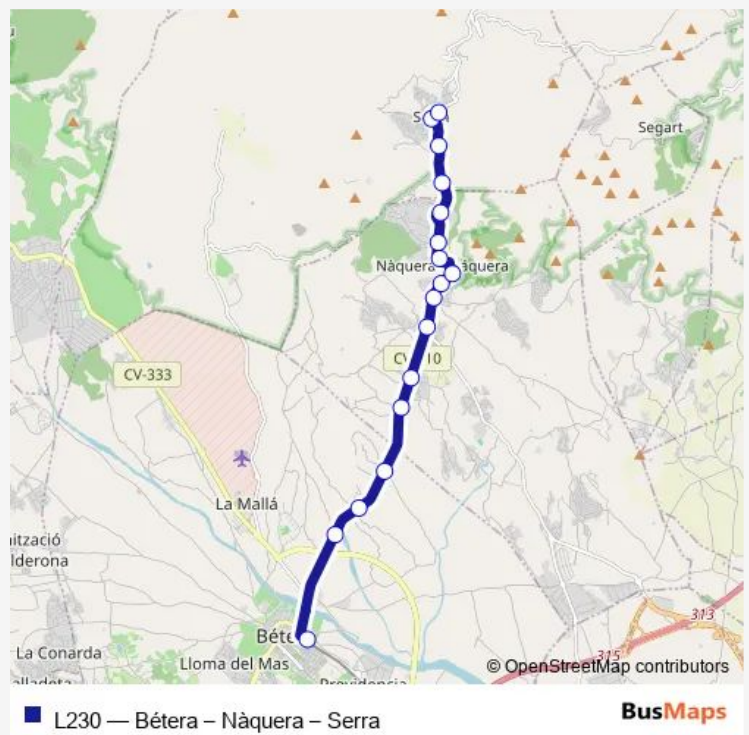 Segart
Nàquera
CV-333
La Mallá
313
315
La Conarda
Lloma del Mas
© OpenStreetMap contributors
L230 — Bétera – Nàquera – Serra
BusMaps